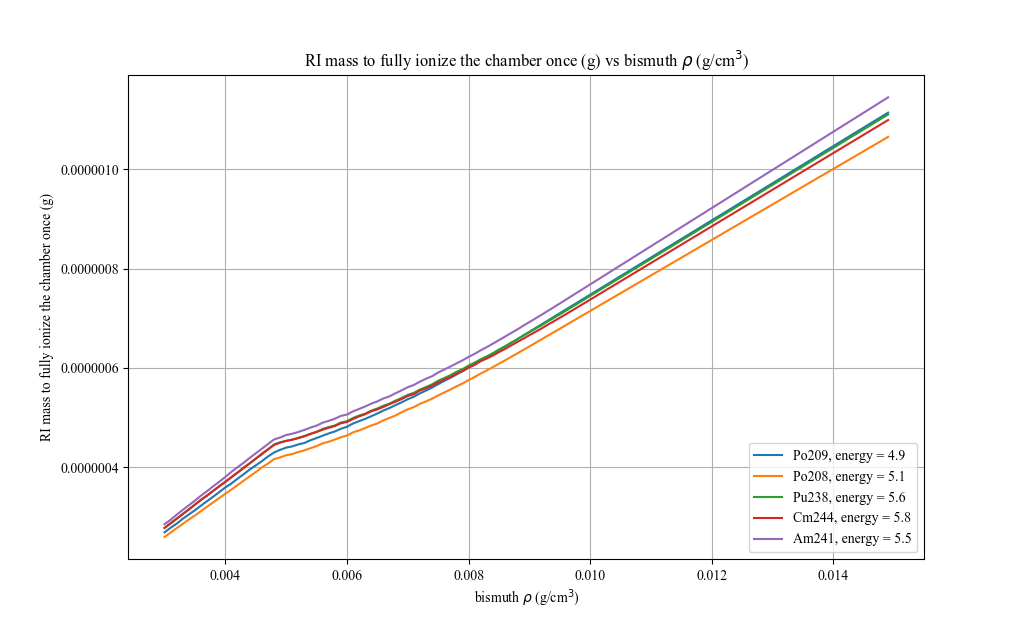 RI mass to fully ionize the chamber once (g) vs bismuth ρ (g/cm³)
RI mass to fully ionize the chamber once (g)
0.0000010
0.0000008
0.0000006
0.0000004
Po209, energy = 4.9
Po208, energy = 5.1
Pu238, energy = 5.6
Cm244, energy = 5.8
Am241, energy = 5.5
0.004 0.006 0.008 0.010 0.012 0.014
bismuth ρ (g/cm³)